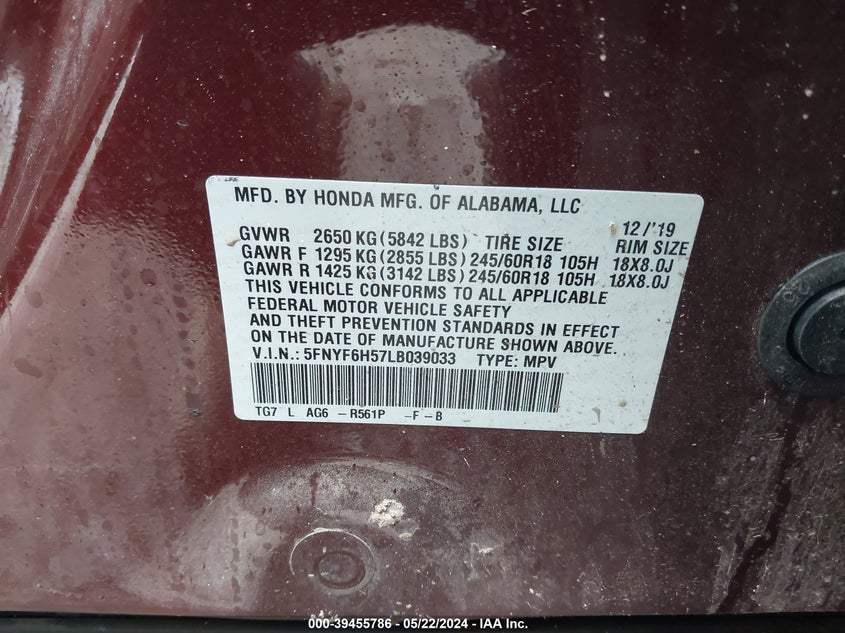 MFD. BY HONDA MFG. OF ALABAMA, LLC
12/'19
GVWR 2650 KG (5842 LBS) TIRE SIZE RIM SIZE
GAWR F 1295 KG (2855 LBS) 245/60R18 105H 18X8.0J
GAWR R 1425 KG (3142 LBS) 245/60R18 105H 18X8.0J
THIS VEHICLE CONFORMS TO ALL APPLICABLE
FEDERAL MOTOR VEHICLE SAFETY
AND THEFT PREVENTION STANDARDS IN EFFECT
ON THE DATE OF MANUFACTURE SHOWN ABOVE.
V.I.N.: 5FNYF6H57LB039033 TYPE: MPV
TG7 L AG6 -R561P -F-B
000-39455786 - 05/22/2024 - IAA Inc.